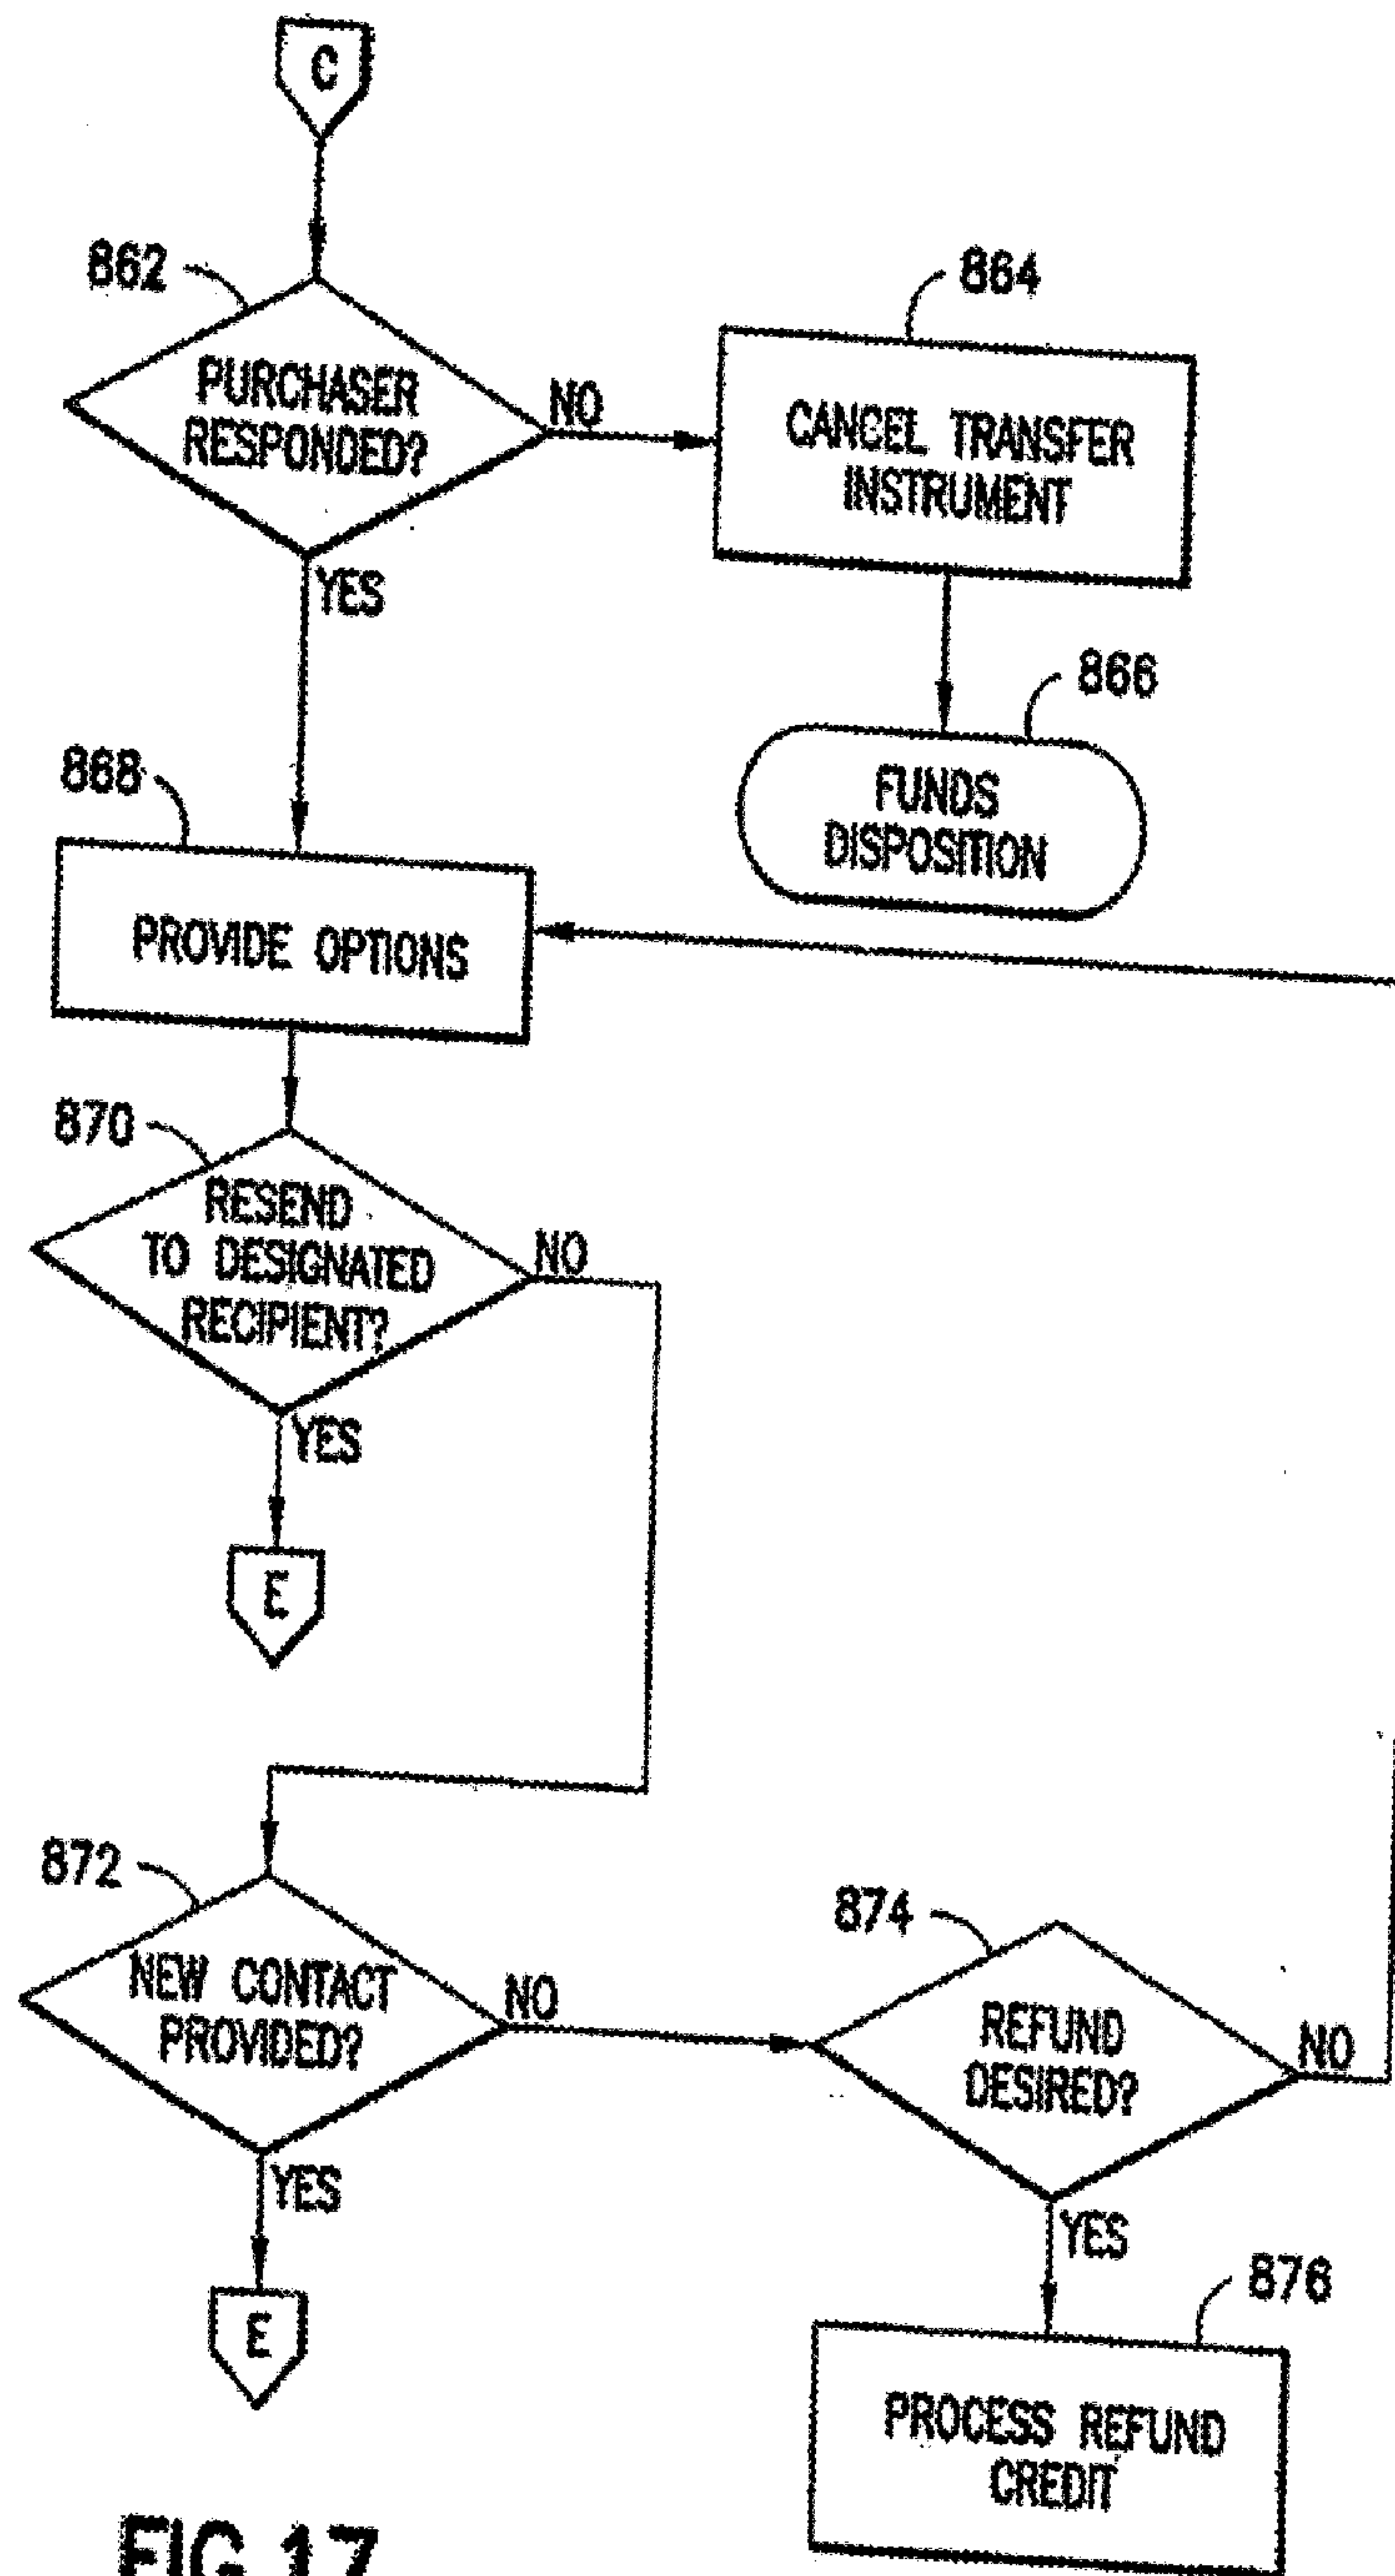 C
862
PURCHASER
RESPONDED?
NO
YES
864
CANCEL TRANSFER
INSTRUMENT
866
FUNDS
DISPOSITION
868
PROVIDE OPTIONS
870
RESEND
TO DESIGNATED
RECIPIENT?
NO
YES
E
872
NEW CONTACT
PROVIDED?
NO
YES
E
874
REFUND
DESIRED?
NO
YES
876
PROCESS REFUND
CREDIT
FIG.17